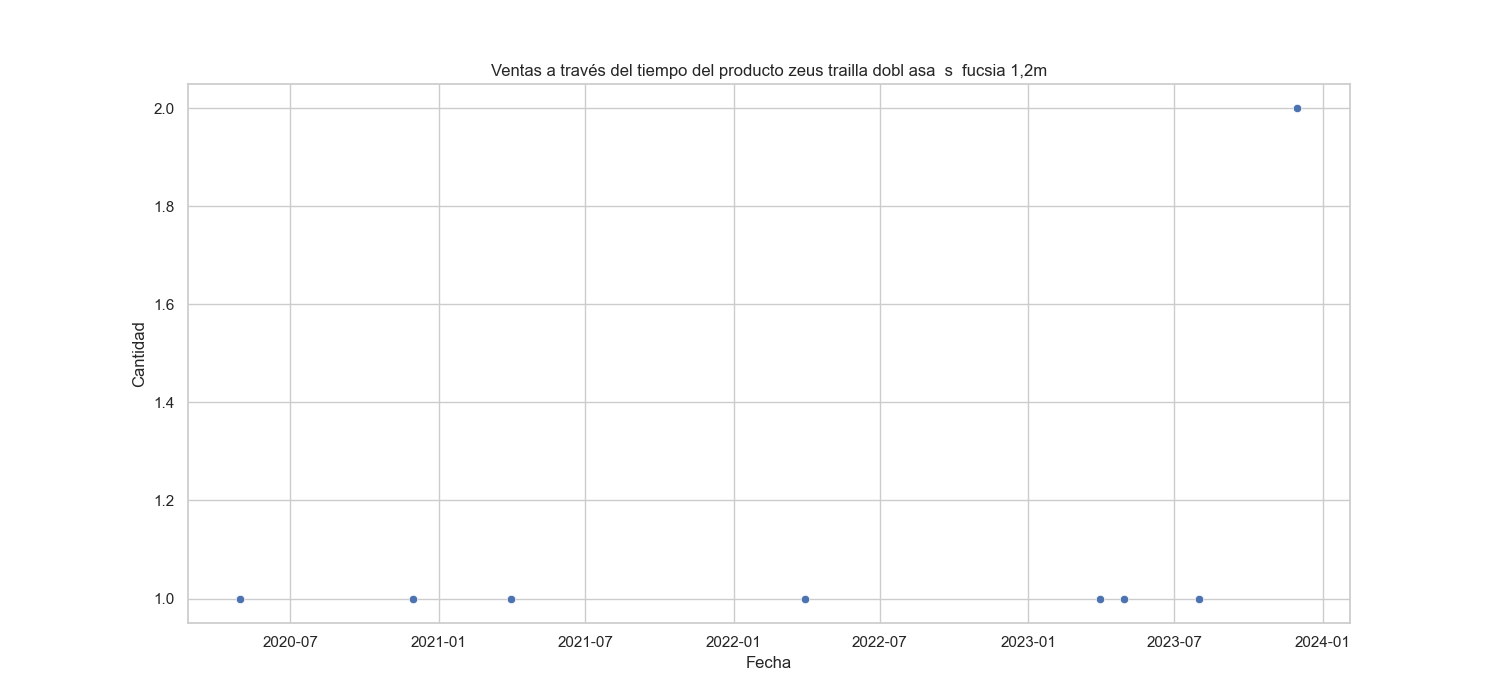 Ventas a través del tiempo del producto zeus trailla dobl asa  s  fucsia 1,2m
2.0
1.8
1.6
1.4
1.2
1.0
Cantidad
2020-07 2021-01 2021-07 2022-01 2022-07 2023-01 2023-07 2024-01
Fecha